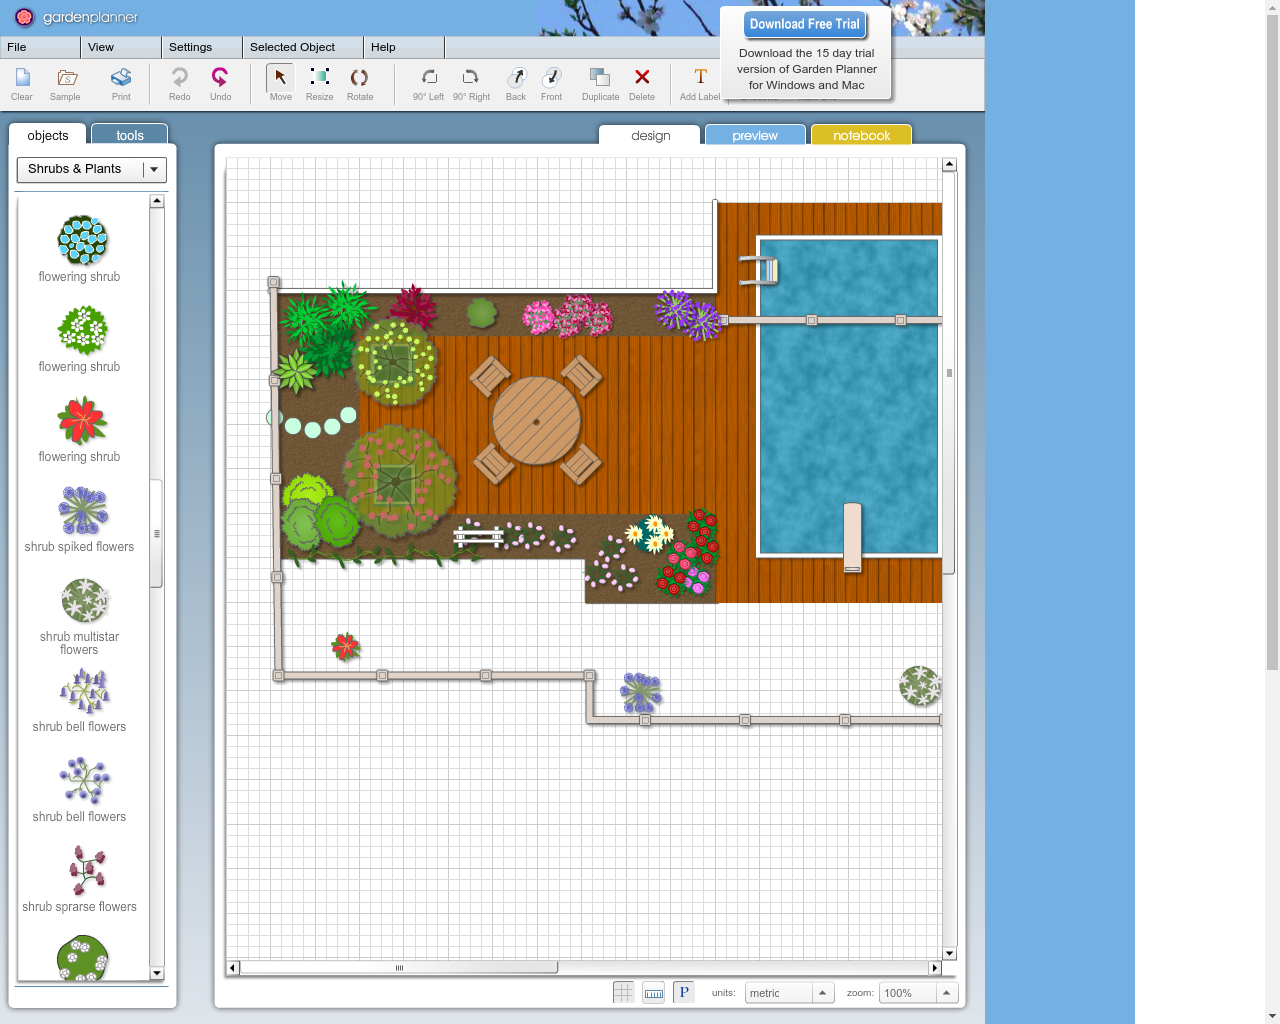 gardenplanner
Download Free Trial
Download the 15 day trial
version of Garden Planner
for Windows and Mac
File
View
Settings
Selected Object
Help
Clear
Sample
Print
Redo
Undo
Move
Resize
Rotate
90° Left
90° Right
Back
Front
Duplicate
Delete
Add Label
objects
tools
design
preview
notebook
Shrubs & Plants
flowering shrub
flowering shrub
flowering shrub
shrub spiked flowers
shrub multistar
flowers
shrub bell flowers
shrub bell flowers
shrub sprarse flowers
P
units:
metric
zoom:
100%